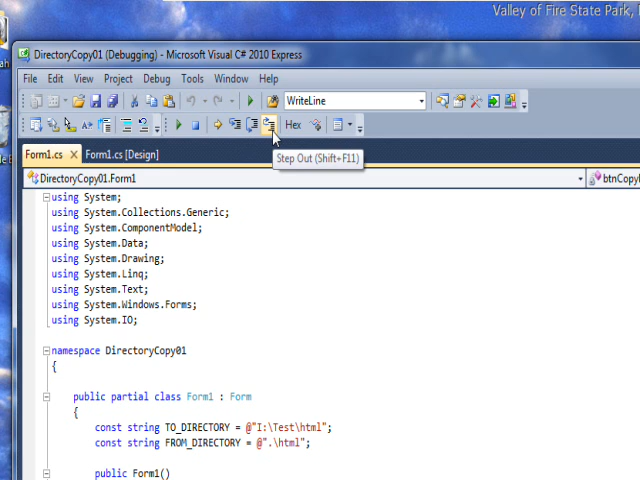 Valley of Fire State Park,
DirectoryCopy01 (Debugging) - Microsoft Visual C# 2010 Express
File Edit View Project Debug Tools Window Help
WriteLine
Hex
Form1.cs X Form1.cs [Design]
Step Out (Shift+F11)
DirectoryCopy01.Form1
btnCopy
using System;
using System.Collections.Generic;
using System.ComponentModel;
using System.Data;
using System.Drawing;
using System.Linq;
using System.Text;
using System.Windows.Forms;
using System.IO;
namespace DirectoryCopy01
{
public partial class Form1 : Form
{
const string TO_DIRECTORY = @"I:\Test\html";
const string FROM_DIRECTORY = @".\html";
public Form1()